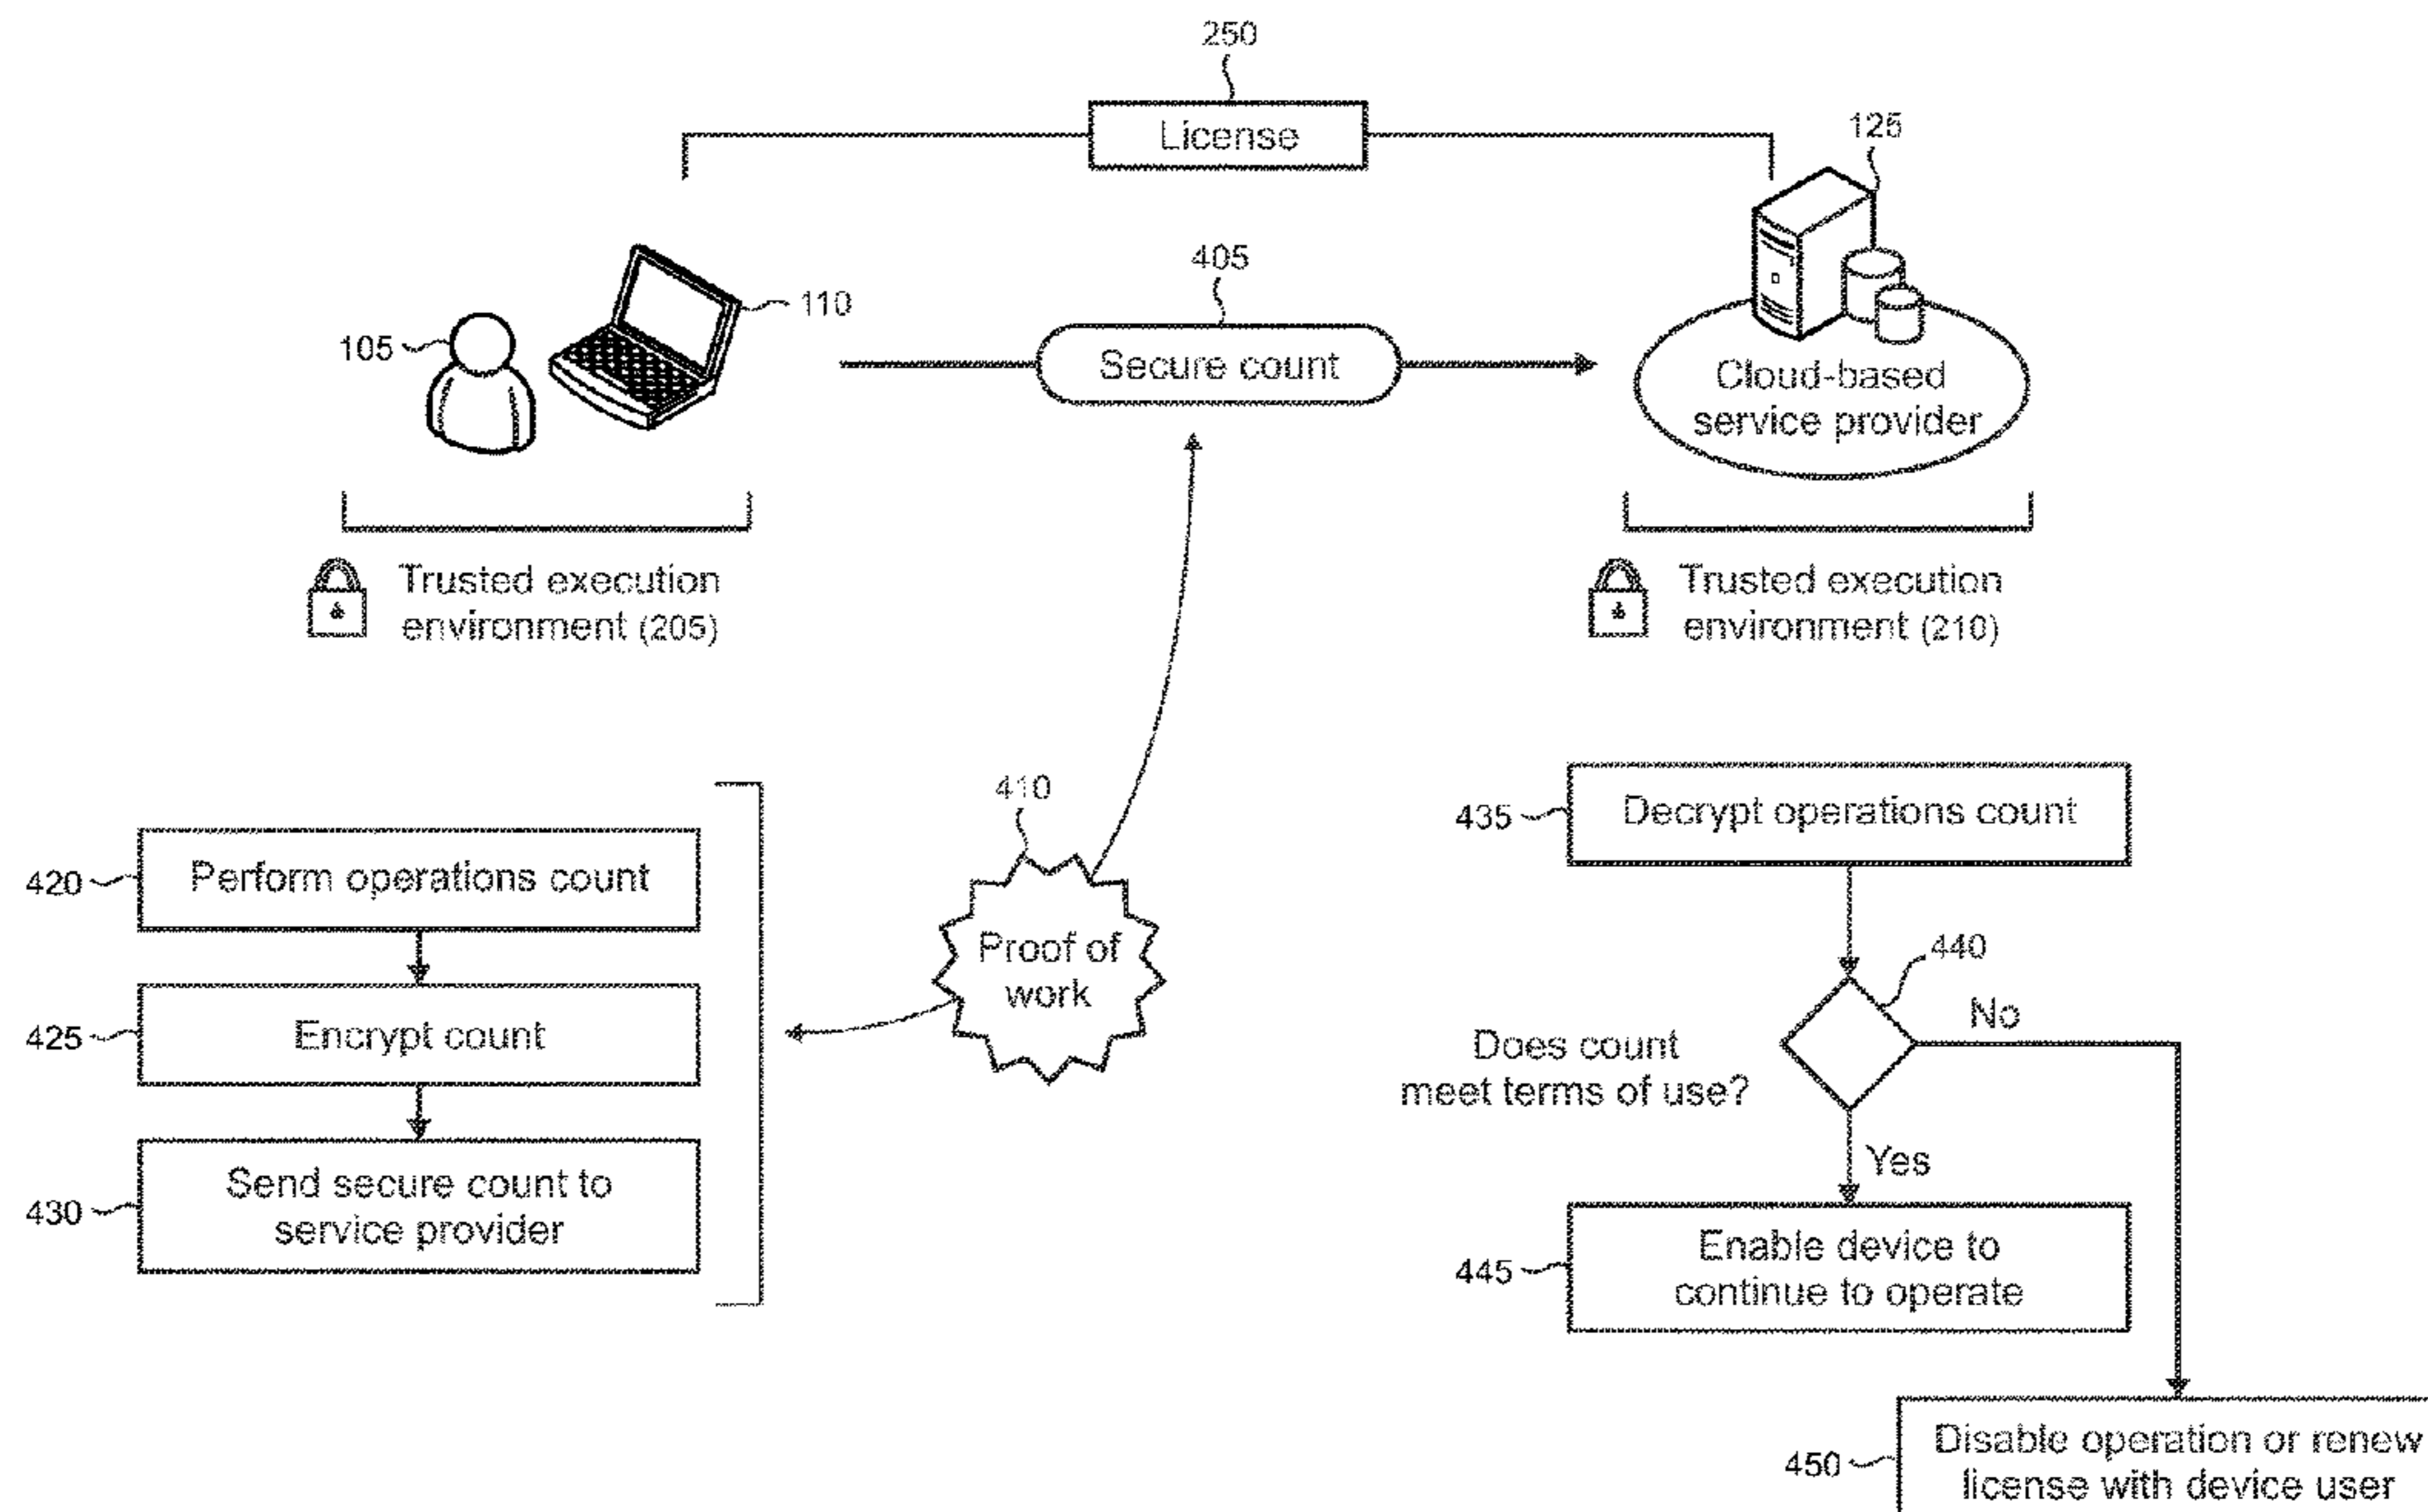 250
License
125
405
110
105
Secure count
Cloud-based
service provider
Trusted execution
environment (205)
Trusted execution
environment (210)
410
Proof of
work
420
Perform operations count
425
Encrypt count
430
Send secure count to
service provider
435
Decrypt operations count
440
No
Does count
meet terms of use?
Yes
445
Enable device to
continue to operate
450
Disable operation or renew
license with device user